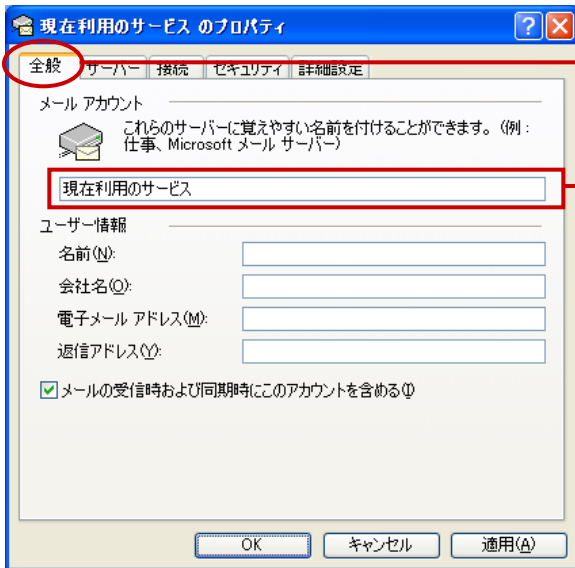 現在利用のサービス のプロパティ
全般 サーバー 接続 セキュリティ 詳細設定
メール アカウント
これらのサーバーに覚えやすい名前を付けることができます。(例:
仕事、Microsoft メール サーバー)
現在利用のサービス
ユーザー情報
名前(N):
会社名(O):
電子メール アドレス(M):
返信アドレス(Y):
メールの受信時および同期時にこのアカウントを含める(I)
OK キャンセル 適用(A)